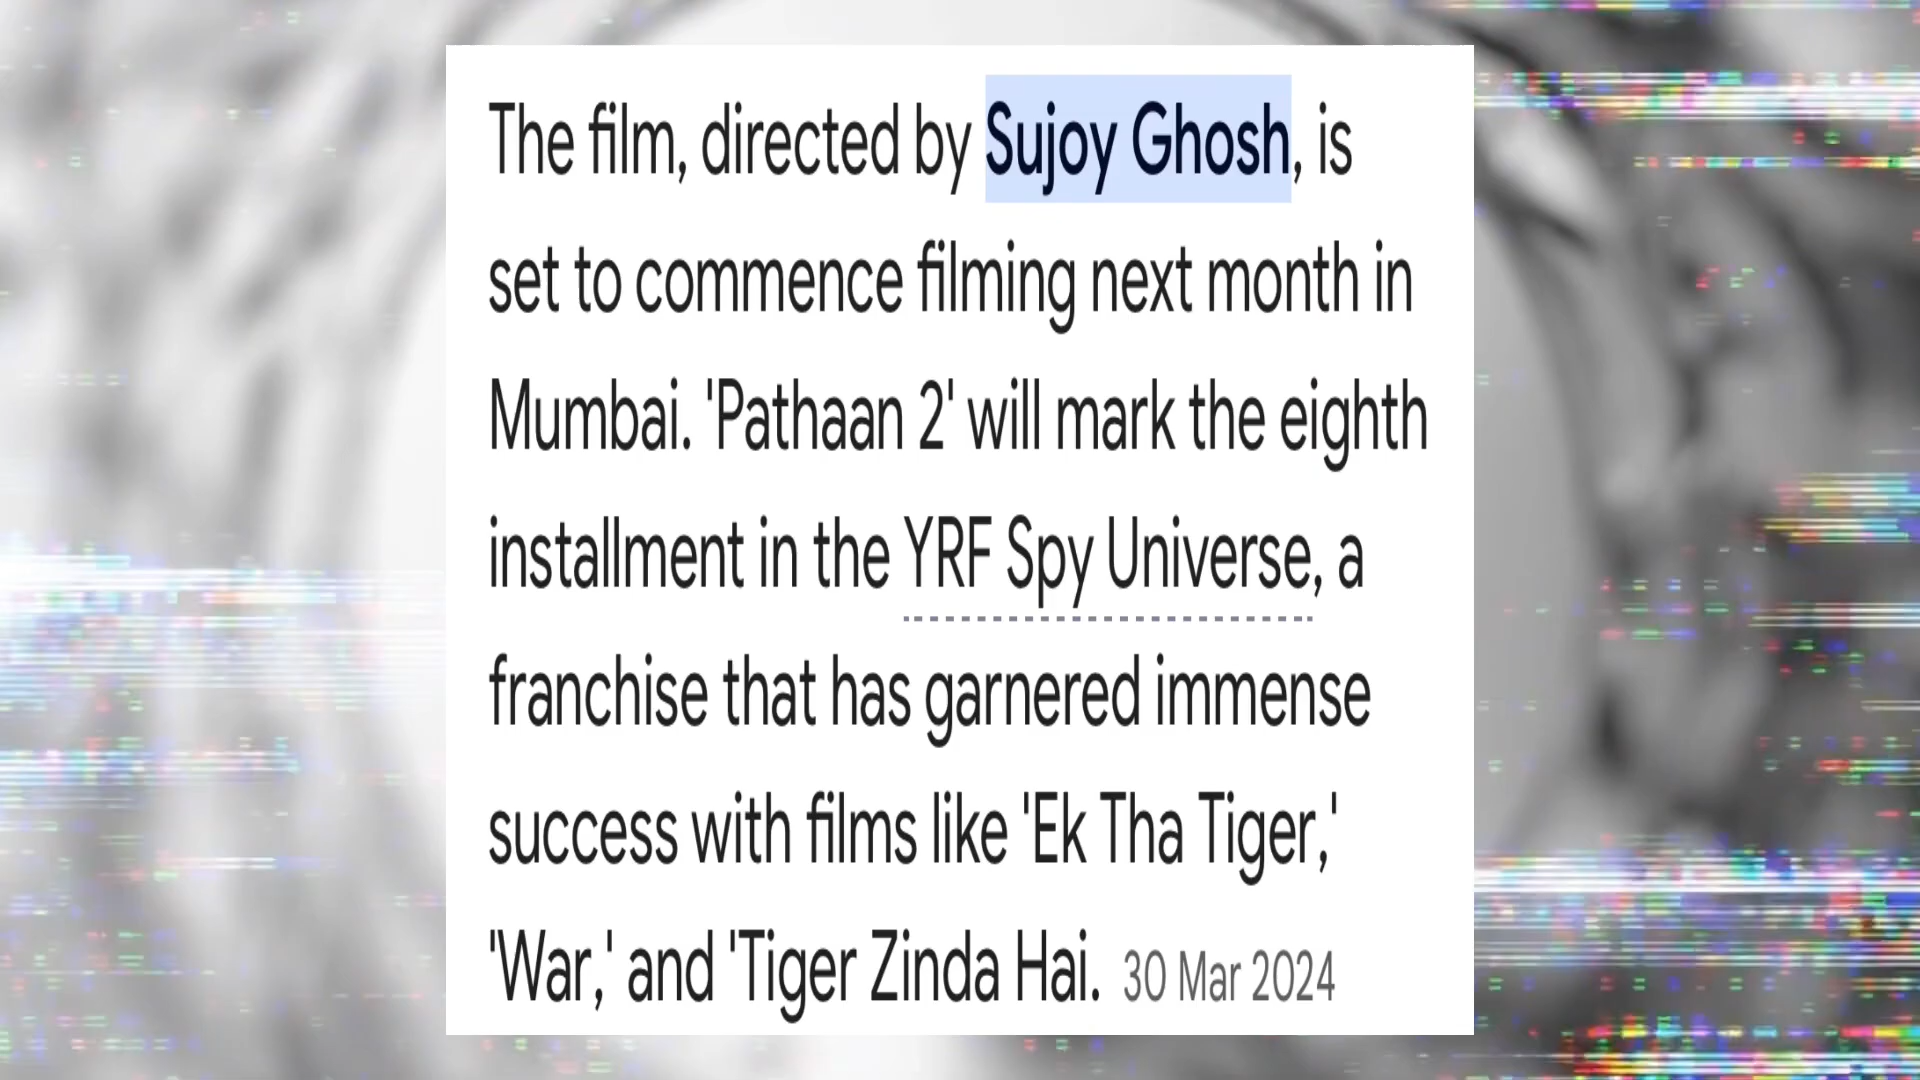 The film, directed by Sujoy Ghosh, is
set to commence filming next month in
Mumbai. 'Pathaan 2' will mark the eighth
installment in the YRF Spy Universe, a
franchise that has garnered immense
success with films like 'Ek Tha Tiger,'
'War,' and 'Tiger Zinda Hai. 30 Mar 2024